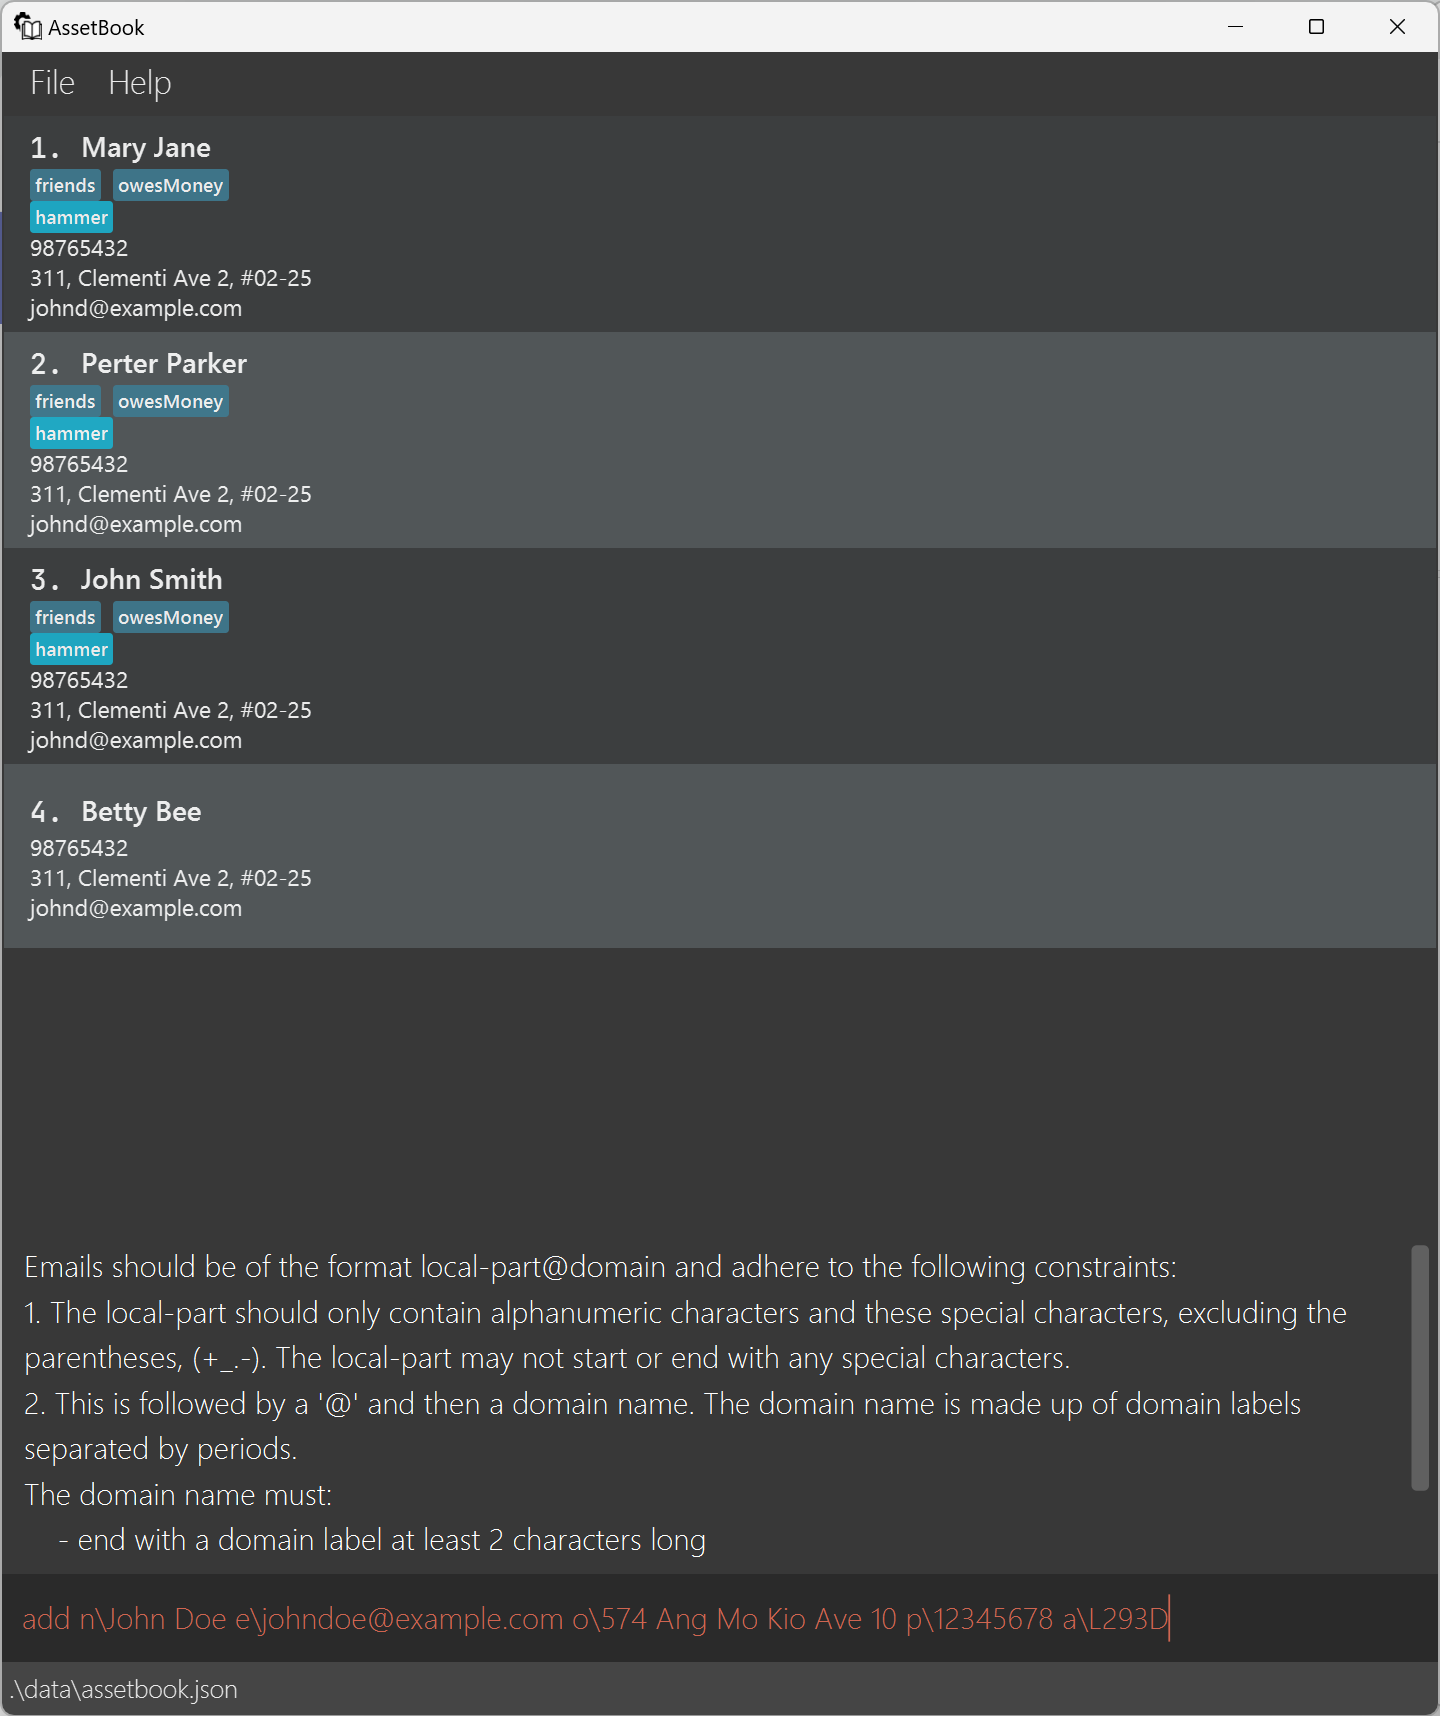 AssetBook
File Help
1. Mary Jane
friends owesMoney
hammer
98765432
311, Clementi Ave 2, #02-25
johnd@example.com
2. Perter Parker
friends owesMoney
hammer
98765432
311, Clementi Ave 2, #02-25
johnd@example.com
3. John Smith
friends owesMoney
hammer
98765432
311, Clementi Ave 2, #02-25
johnd@example.com
4. Betty Bee
98765432
311, Clementi Ave 2, #02-25
johnd@example.com
Emails should be of the format local-part@domain and adhere to the following constraints:
1. The local-part should only contain alphanumeric characters and these special characters, excluding the
parentheses, (+_.-). The local-part may not start or end with any special characters.
2. This is followed by a '@' and then a domain name. The domain name is made up of domain labels
separated by periods.
The domain name must:
- end with a domain label at least 2 characters long
add n\John Doe e\johndoe@example.com o\574 Ang Mo Kio Ave 10 p\12345678 a\L293D
.\data\assetbook.json